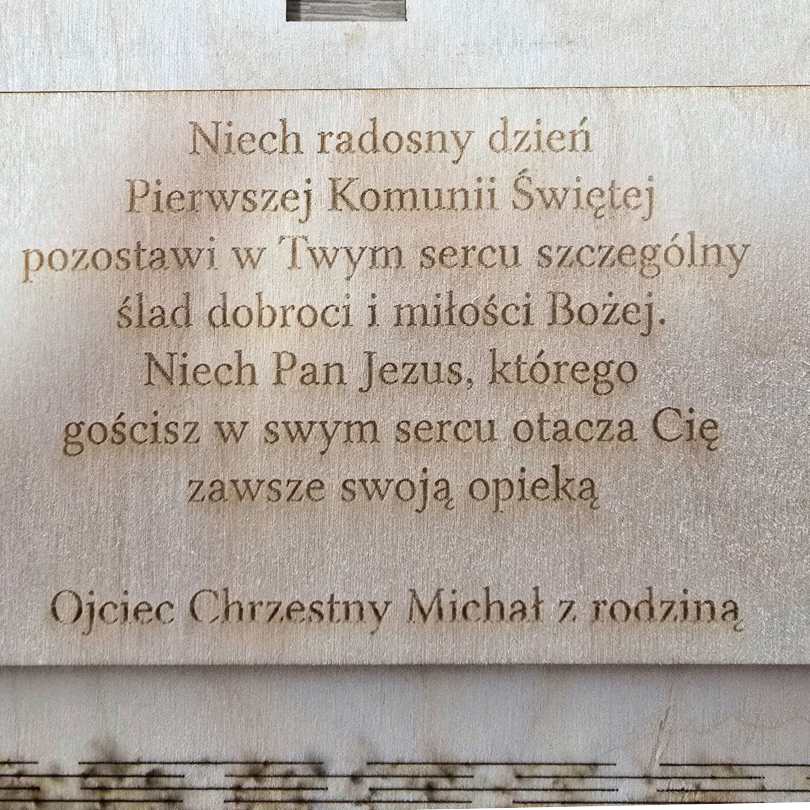 Niech radosny dzień
Pierwszej Komunii Świętej
pozostawi w Twym sercu szczególny
ślad dobroci i miłości Bożej.
Niech Pan Jezus, którego
gościsz w swym sercu otacza Cię
zawsze swoją opieką
Ojciec Chrzestny Michał z rodziną